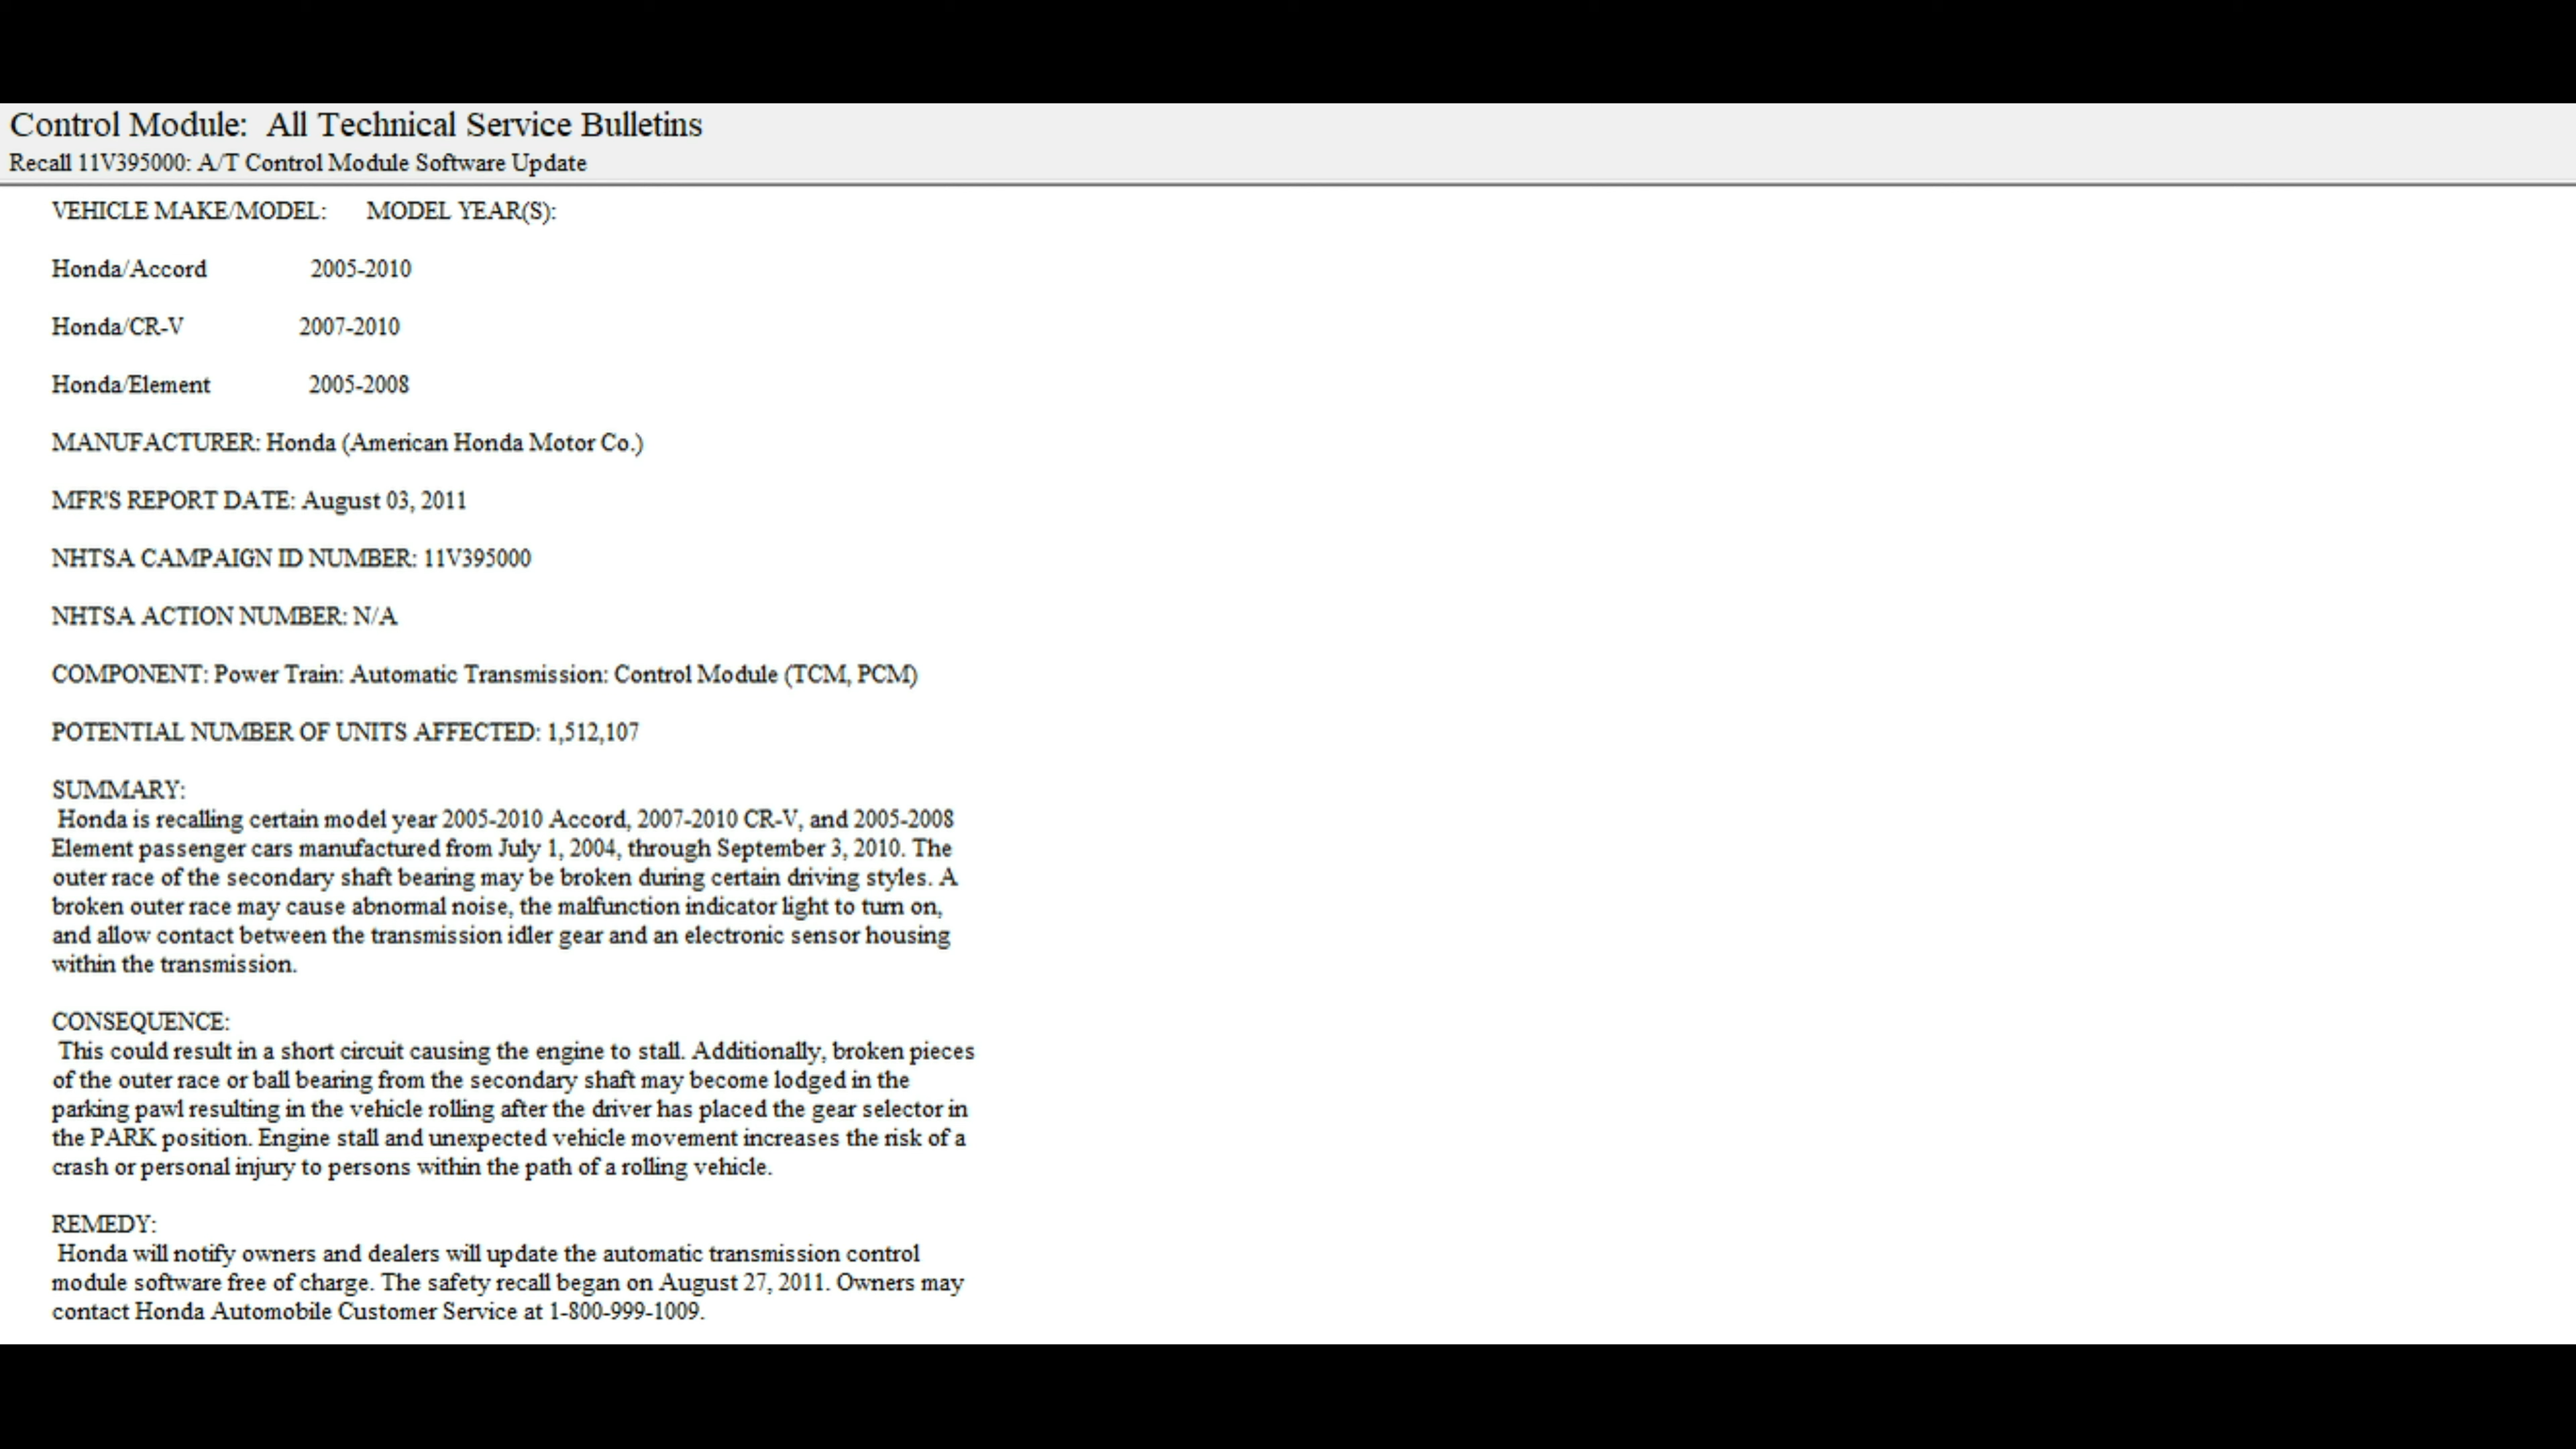 Control Module:  All Technical Service Bulletins
Recall 11V395000: A/T Control Module Software Update
VEHICLE MAKE/MODEL: MODEL YEAR(S):
Honda/Accord 2005-2010
Honda/CR-V 2007-2010
Honda/Element 2005-2008
MANUFACTURER: Honda (American Honda Motor Co.)
MFR'S REPORT DATE: August 03, 2011
NHTSA CAMPAIGN ID NUMBER: 11V395000
NHTSA ACTION NUMBER: N/A
COMPONENT: Power Train: Automatic Transmission: Control Module (TCM, PCM)
POTENTIAL NUMBER OF UNITS AFFECTED: 1,512,107
SUMMARY:
Honda is recalling certain model year 2005-2010 Accord, 2007-2010 CR-V, and 2005-2008
Element passenger cars manufactured from July 1, 2004, through September 3, 2010. The
outer race of the secondary shaft bearing may be broken during certain driving styles. A
broken outer race may cause abnormal noise, the malfunction indicator light to turn on,
and allow contact between the transmission idler gear and an electronic sensor housing
within the transmission.
CONSEQUENCE:
This could result in a short circuit causing the engine to stall. Additionally, broken pieces
of the outer race or ball bearing from the secondary shaft may become lodged in the
parking pawl resulting in the vehicle rolling after the driver has placed the gear selector in
the PARK position. Engine stall and unexpected vehicle movement increases the risk of a
crash or personal injury to persons within the path of a rolling vehicle.
REMEDY:
Honda will notify owners and dealers will update the automatic transmission control
module software free of charge. The safety recall began on August 27, 2011. Owners may
contact Honda Automobile Customer Service at 1-800-999-1009.